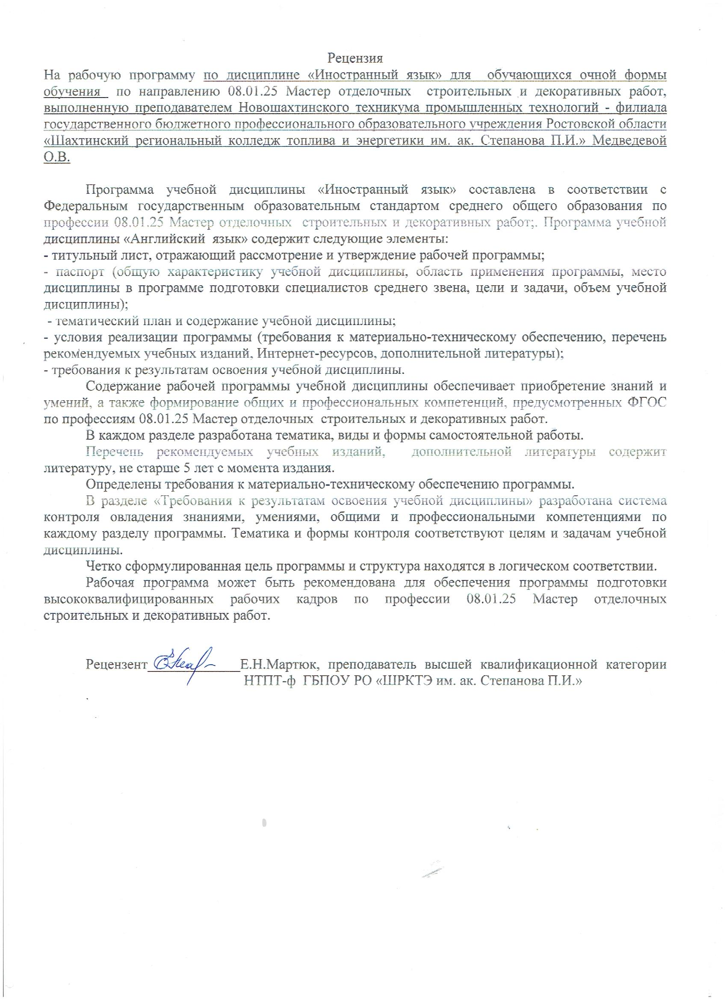 Рецензия
На рабочую программу по дисциплине «Иностранный язык» для обучающихся очной формы
обучения по направлению 08.01.25 Мастер отделочных строительных и декоративных работ,
выполненную преподавателем Новошахтинского техникума промышленных технологий - филиала
государственного бюджетного профессионального образовательного учреждения Ростовской области
«Шахтинский региональный колледж топлива и энергетики им. ак. Степанова П.И.» Медведевой
О.В.
Программа учебной дисциплины «Иностранный язык» составлена в соответствии с
Федеральным государственным образовательным стандартом среднего общего образования по
профессии 08.01.25 Мастер отделочных строительных и декоративных работ;. Программа учебной
дисциплины «Английский язык» содержит следующие элементы:
- титульный лист, отражающий рассмотрение и утверждение рабочей программы;
- паспорт (общую характеристику учебной дисциплины, область применения программы, место
дисциплины в программе подготовки специалистов среднего звена, цели и задачи, объем учебной
дисциплины);
- тематический план и содержание учебной дисциплины;
- условия реализации программы (требования к материально-техническому обеспечению, перечень
рекомендуемых учебных изданий, Интернет-ресурсов, дополнительной литературы);
- требования к результатам освоения учебной дисциплины.
Содержание рабочей программы учебной дисциплины обеспечивает приобретение знаний и
умений, а также формирование общих и профессиональных компетенций, предусмотренных ФГОС
по профессиям 08.01.25 Мастер отделочных строительных и декоративных работ.
В каждом разделе разработана тематика, виды и формы самостоятельной работы.
Перечень рекомендуемых учебных изданий, дополнительной литературы содержит
литературу, не старше 5 лет с момента издания.
Определены требования к материально-техническому обеспечению программы.
В разделе «Требования к результатам освоения учебной дисциплины» разработана система
контроля овладения знаниями, умениями, общими и профессиональными компетенциями по
каждому разделу программы. Тематика и формы контроля соответствуют целям и задачам учебной
дисциплины.
Четко сформулированная цель программы и структура находятся в логическом соответствии.
Рабочая программа может быть рекомендована для обеспечения программы подготовки
высококвалифицированных рабочих кадров по профессии 08.01.25 Мастер отделочных
строительных и декоративных работ.
Рецензент Е.Н.Мартюк, преподаватель высшей квалификационной категории
НТПТ-ф ГБПОУ РО «ШРКТЭ им. ак. Степанова П.И.»